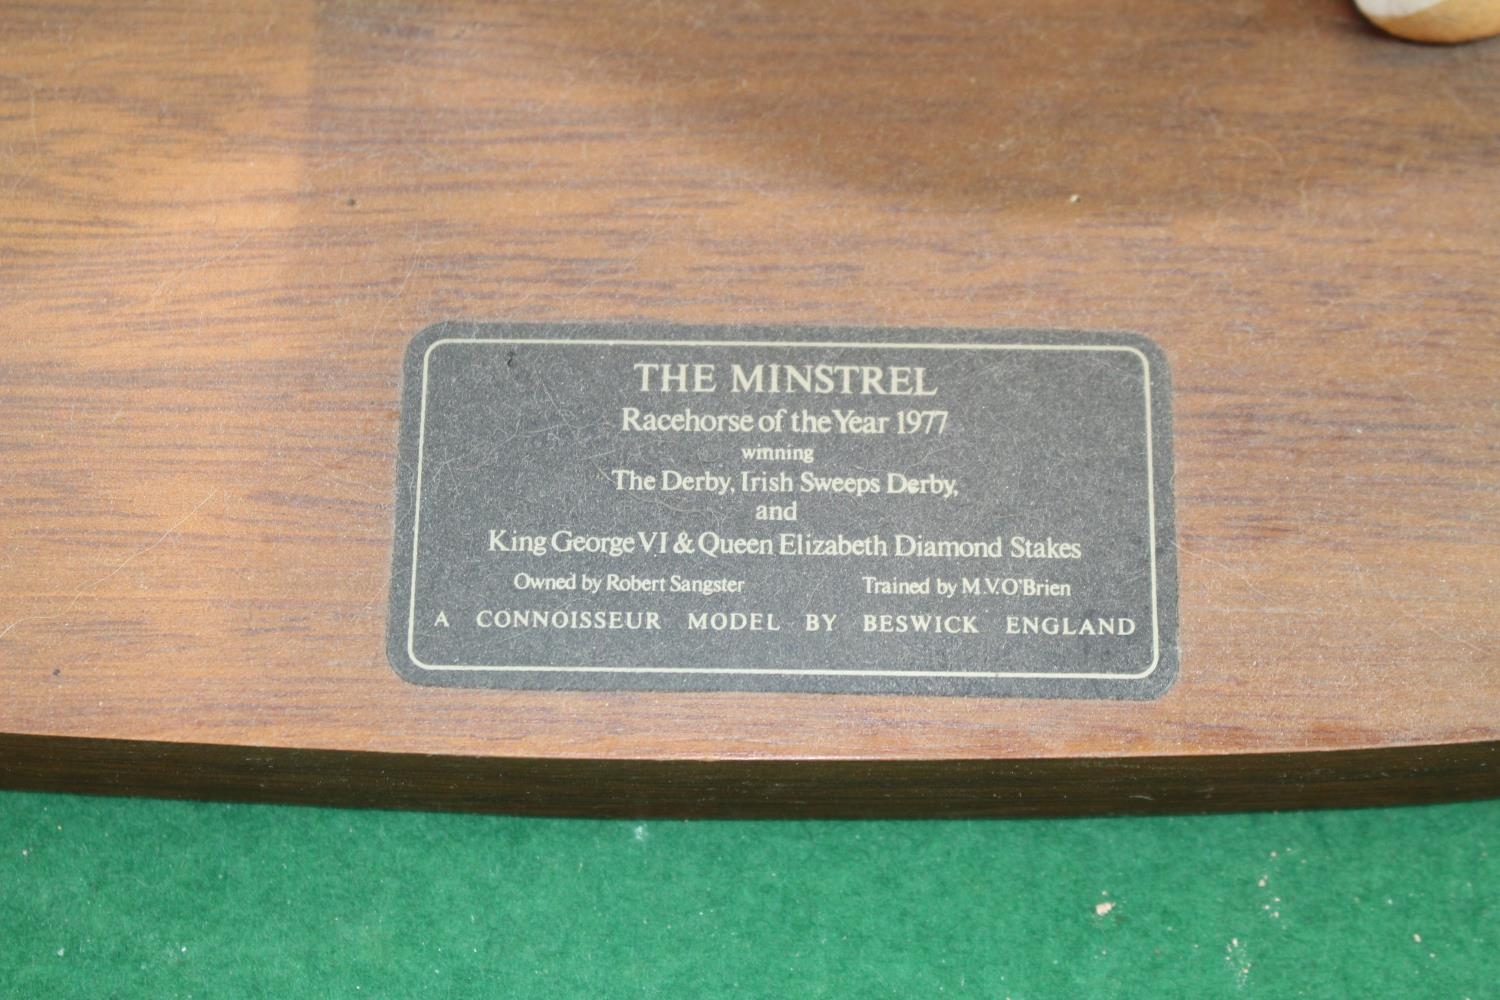 THE MINSTREL
Racehorse of the Year 1977
winning
The Derby, Irish Sweeps Derby,
and
King George VI & Queen Elizabeth Diamond Stakes
Owned by Robert Sangster Trained by M.V.O'Brien
A CONNOISSEUR MODEL BY BESWICK ENGLAND